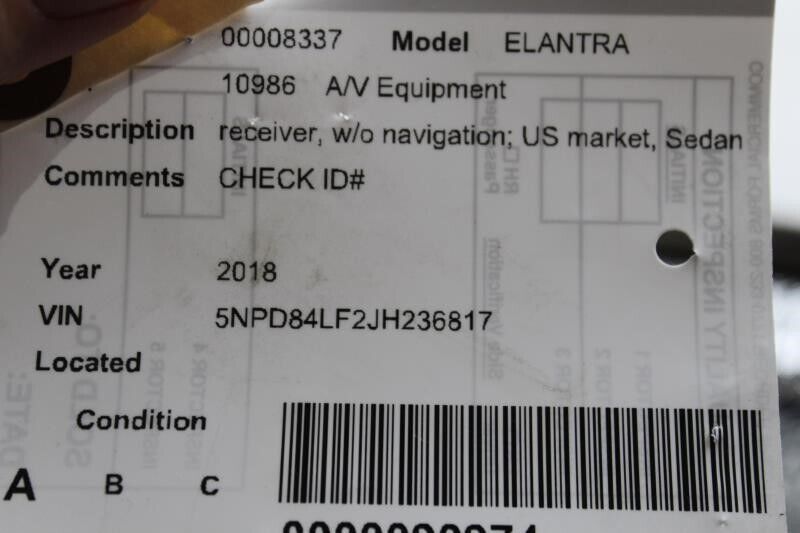 00008337 Model ELANTRA
10986 A/V Equipment
Description receiver, w/o navigation; US market, Sedan
Comments CHECK ID#
Year 2018
VIN 5NPD84LF2JH236817
Located
Condition
A B C